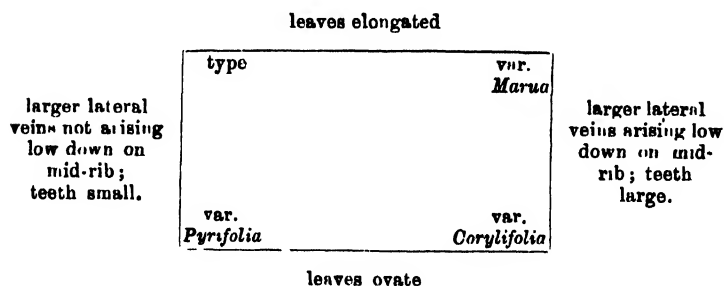 leaves elongated
type
var.
Marua
larger lateral
veins not arising
low down on
mid-rib;
teeth small.
larger lateral
veins arising low
down on mid-
rib; teeth
large.
var.
Pyrifolia
var.
Corylifolia
leaves ovate